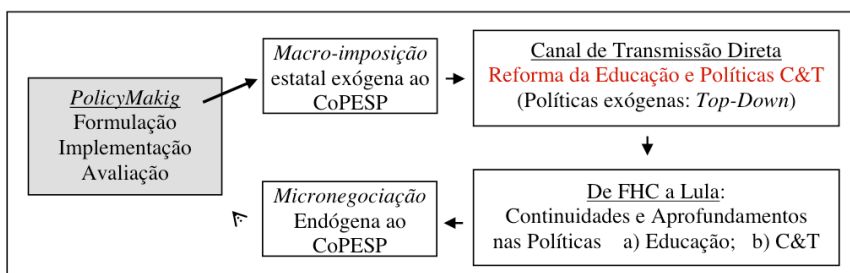 PolicyMakig
Formulação
Implementação
Avaliação
Macro-imposição
estatal exógena ao
CoPESP
Canal de Transmissão Direta
Reforma da Educação e Políticas C&T
(Políticas exógenas: Top-Down)
De FHC a Lula:
Continuidades e Aprofundamentos
nas Políticas a) Educação; b) C&T
Micronegociação
Endógena ao
CoPESP